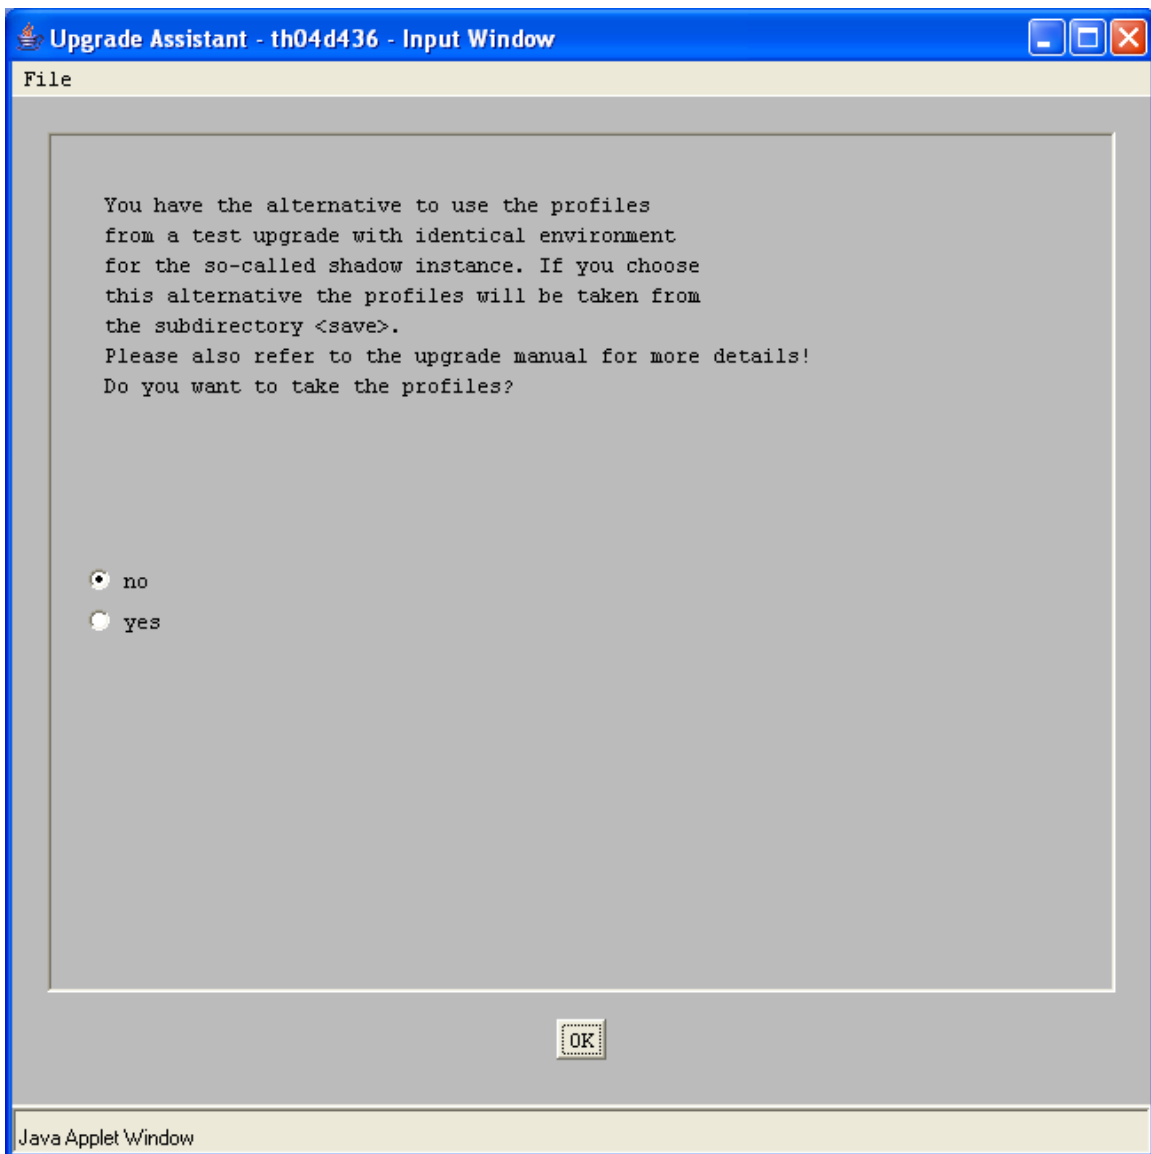 Upgrade Assistant - th04d436 - Input Window
File
You have the alternative to use the profiles
from a test upgrade with identical environment
for the so-called shadow instance. If you choose
this alternative the profiles will be taken from
the subdirectory <save>.
Please also refer to the upgrade manual for more details!
Do you want to take the profiles?
no
yes
OK
Java Applet Window